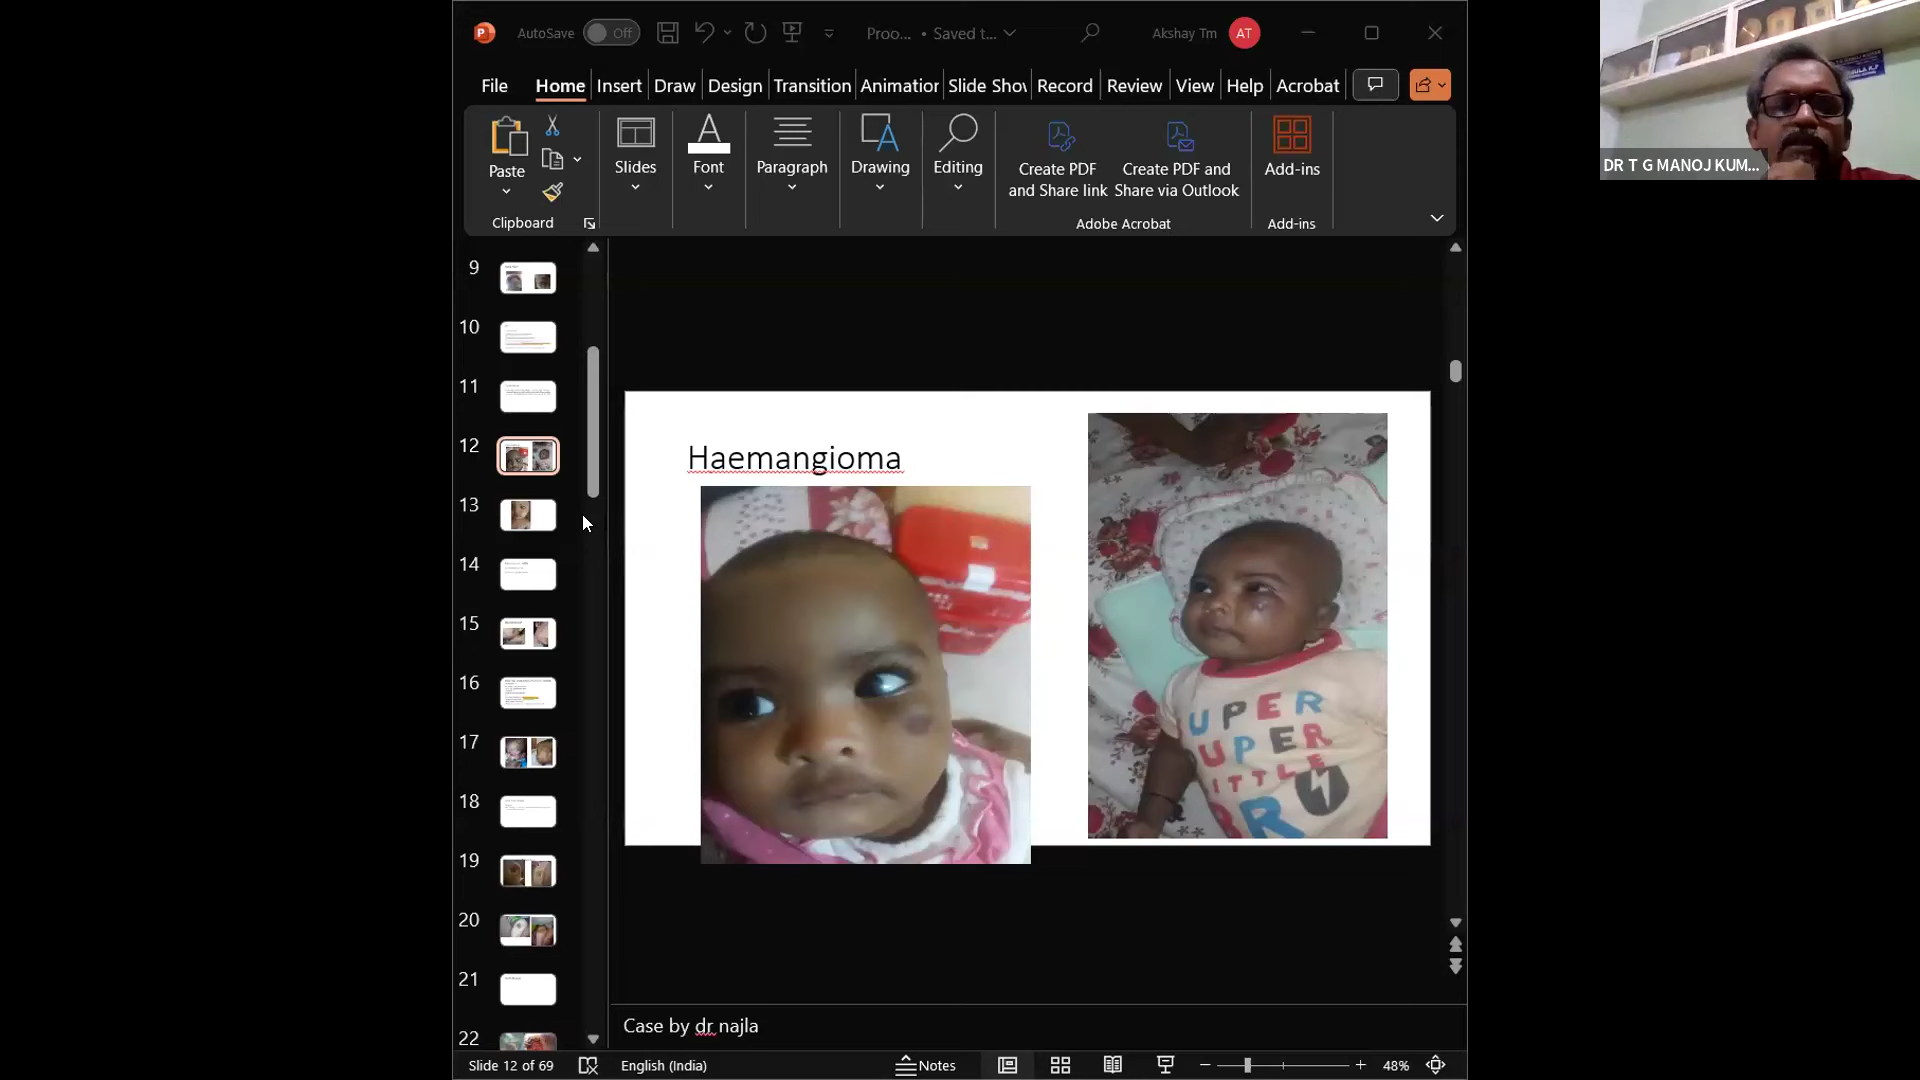 AutoSave Off Proo... • Saved t... Akshay Tm AT
File Home Insert Draw Design Transition Animation Slide Shov Record Review View Help Acrobat
Paste Slides Font Paragraph Drawing Editing Create PDF and Share link Create PDF and Share via Outlook Add-ins
Clipboard Adobe Acrobat Add-ins
DR T G MANOJ KUM...
9
10
11
12
13
14
15
16
17
18
19
20
21
22
Haemangioma
UPER
UPER
ITTLE
RO
Case by dr najla
Slide 12 of 69 English (India) Notes 48%